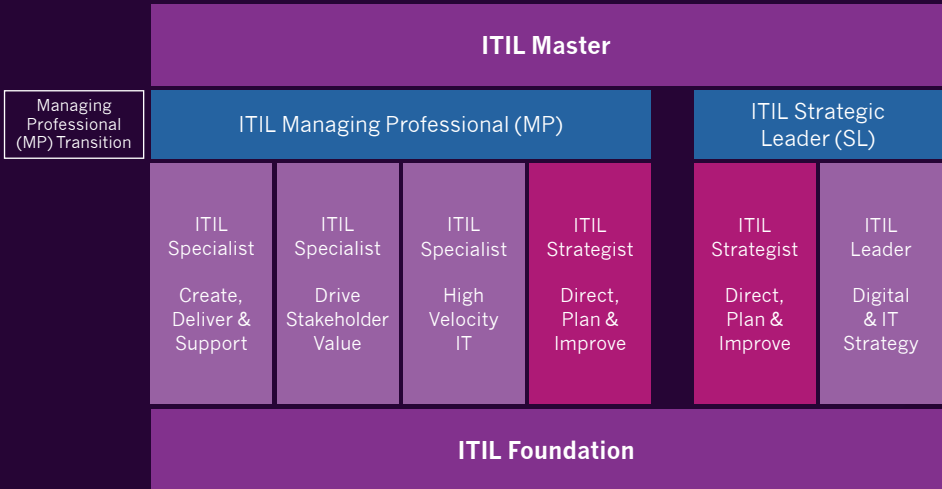 ITIL Master
Managing
Professional
(MP) Transition
ITIL Managing Professional (MP)
ITIL Strategic
Leader (SL)
ITIL
Specialist
Create,
Deliver &
Support
ITIL
Specialist
Drive
Stakeholder
Value
ITIL
Specialist
High
Velocity
IT
ITIL
Strategist
Direct,
Plan &
Improve
ITIL
Strategist
Direct,
Plan &
Improve
ITIL
Leader
Digital
& IT
Strategy
ITIL Foundation